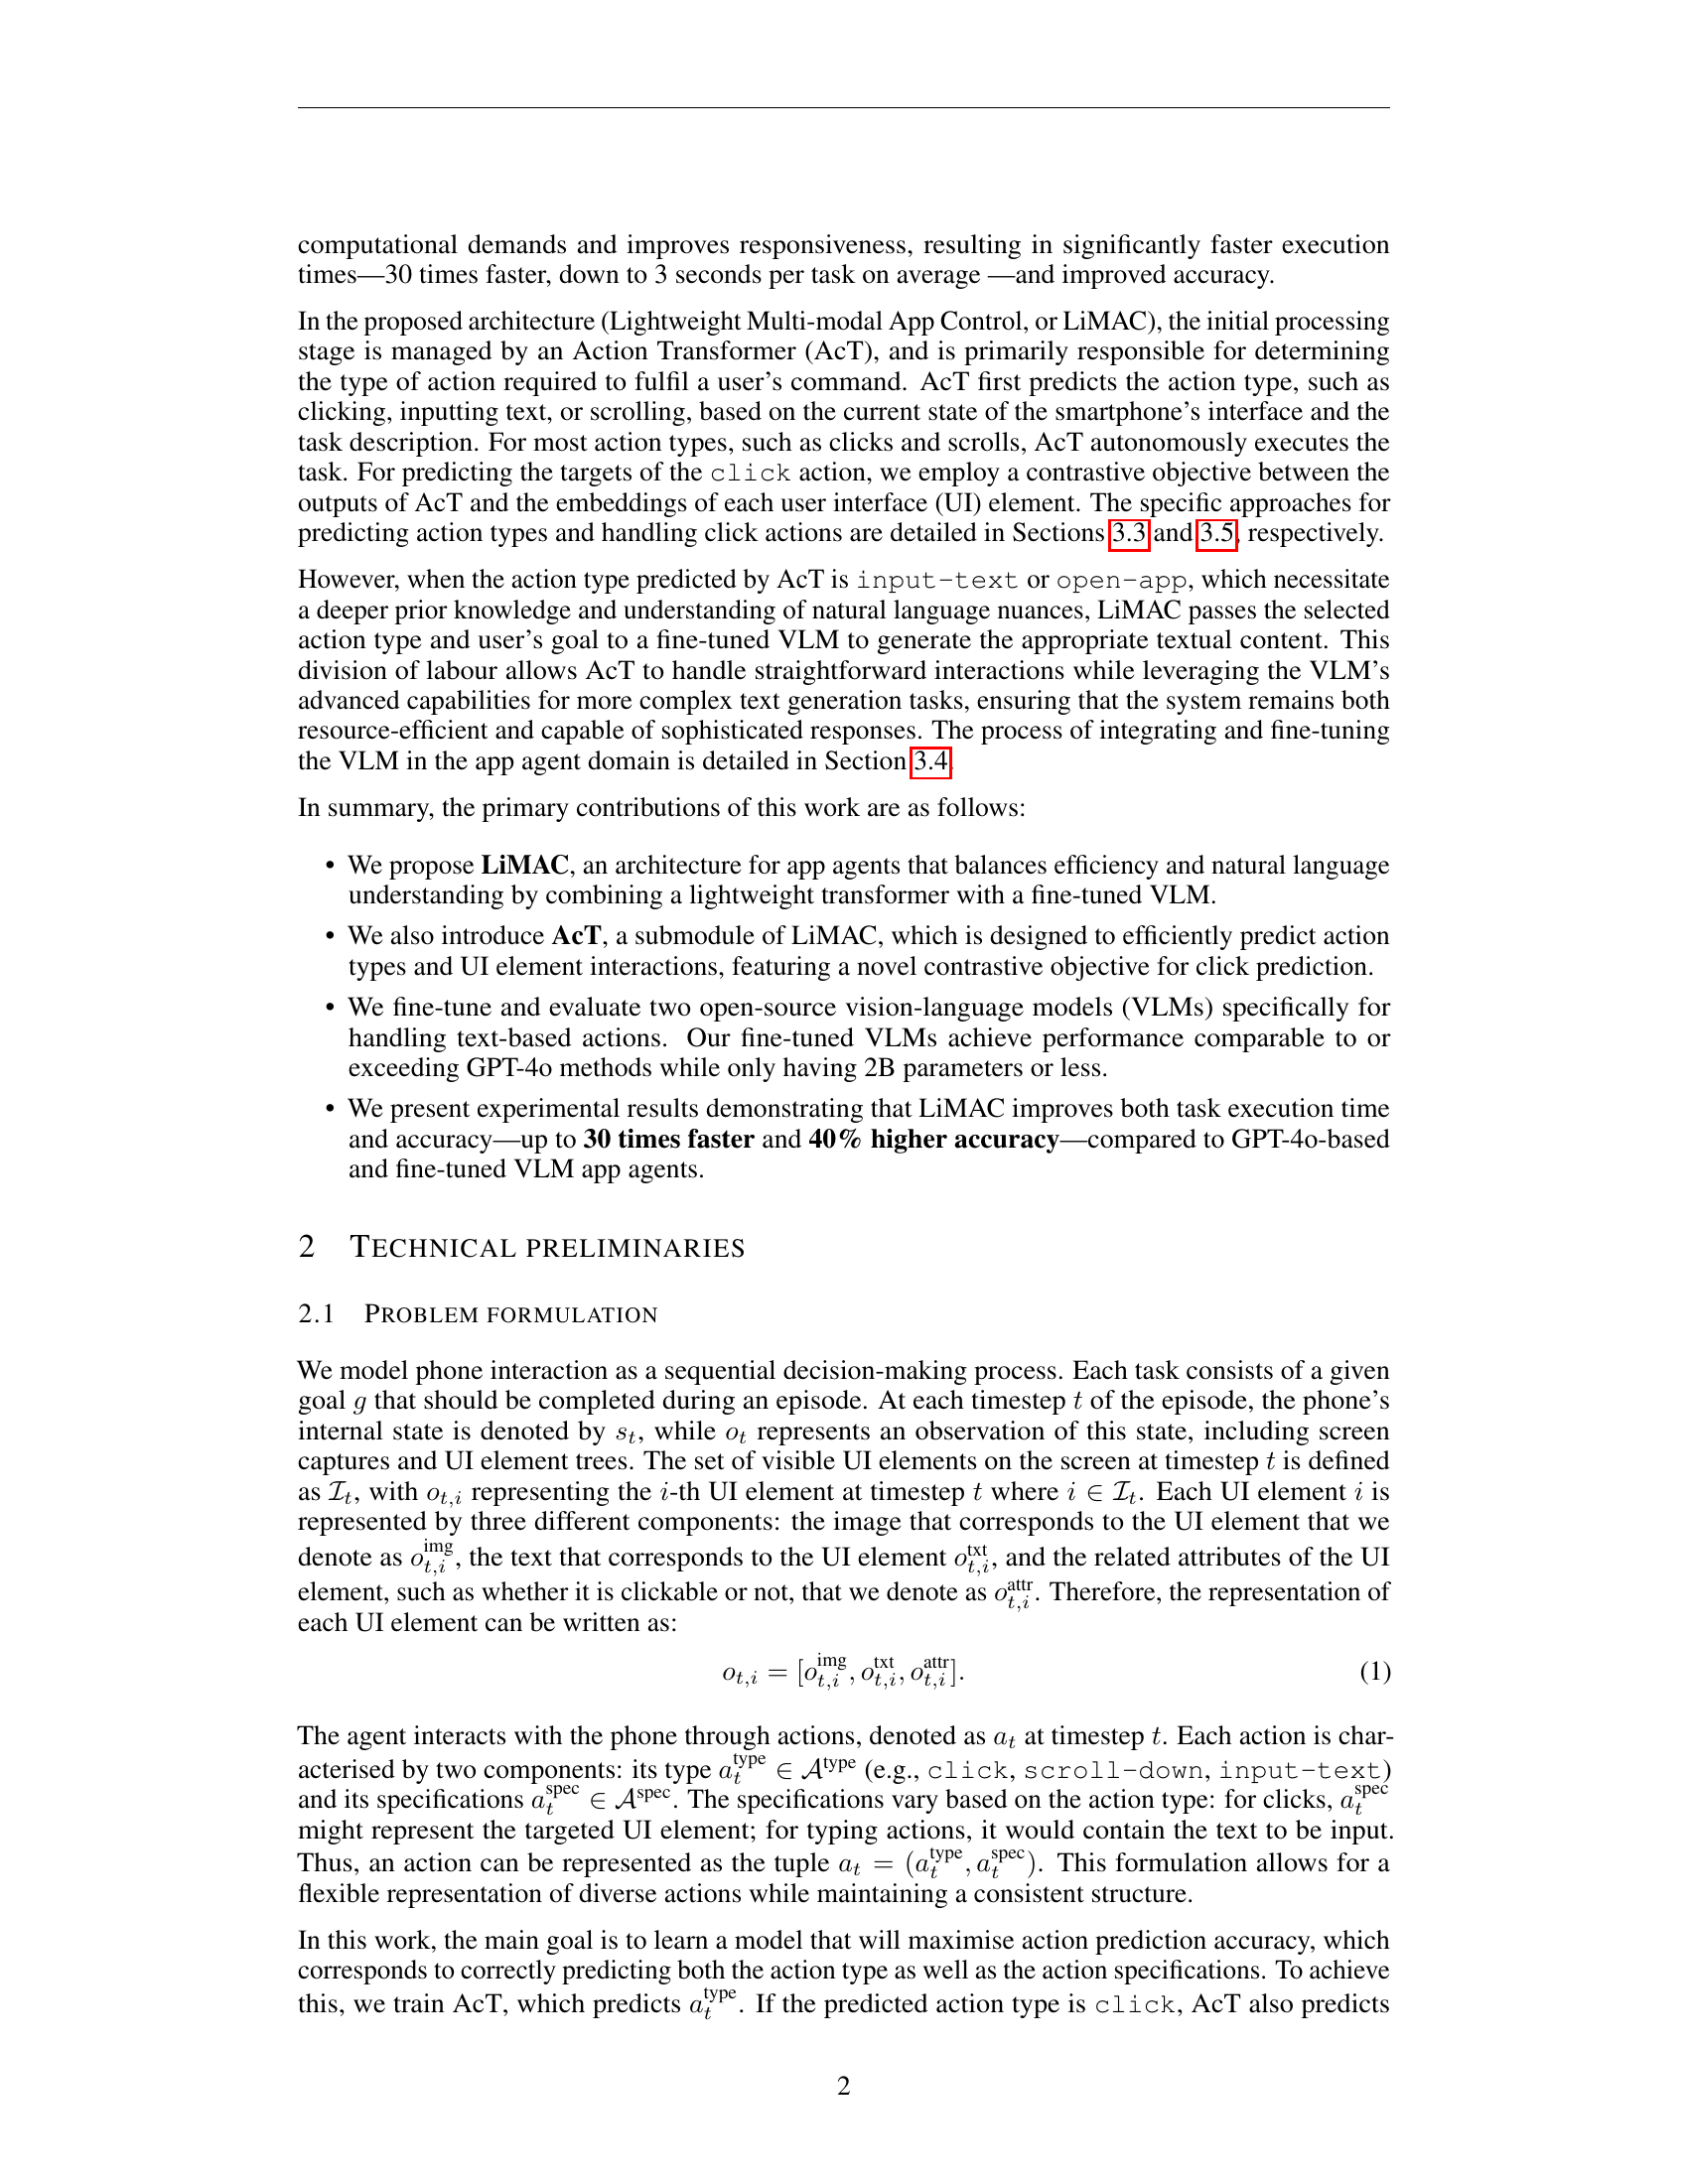 computational demands and improves responsiveness, resulting in significantly faster execution
times—30 times faster, down to 3 seconds per task on average —and improved accuracy.
In the proposed architecture (Lightweight Multi-modal App Control, or LiMAC), the initial processing
stage is managed by an Action Transformer (AcT), and is primarily responsible for determining
the type of action required to fulfil a user's command. AcT first predicts the action type, such as
clicking, inputting text, or scrolling, based on the current state of the smartphone's interface and the
task description. For most action types, such as clicks and scrolls, AcT autonomously executes the
task. For predicting the targets of the click action, we employ a contrastive objective between the
outputs of AcT and the embeddings of each user interface (UI) element. The specific approaches for
predicting action types and handling click actions are detailed in Sections 3.3 and 3.5, respectively.
However, when the action type predicted by AcT is input-text or open-app, which necessitate
a deeper prior knowledge and understanding of natural language nuances, LiMAC passes the selected
action type and user's goal to a fine-tuned VLM to generate the appropriate textual content. This
division of labour allows AcT to handle straightforward interactions while leveraging the VLM's
advanced capabilities for more complex text generation tasks, ensuring that the system remains both
resource-efficient and capable of sophisticated responses. The process of integrating and fine-tuning
the VLM in the app agent domain is detailed in Section 3.4.
In summary, the primary contributions of this work are as follows:
• We propose LiMAC, an architecture for app agents that balances efficiency and natural language
understanding by combining a lightweight transformer with a fine-tuned VLM.
• We also introduce AcT, a submodule of LiMAC, which is designed to efficiently predict action
types and UI element interactions, featuring a novel contrastive objective for click prediction.
• We fine-tune and evaluate two open-source vision-language models (VLMs) specifically for
handling text-based actions. Our fine-tuned VLMs achieve performance comparable to or
exceeding GPT-4o methods while only having 2B parameters or less.
• We present experimental results demonstrating that LiMAC improves both task execution time
and accuracy—up to 30 times faster and 40% higher accuracy—compared to GPT-4o-based
and fine-tuned VLM app agents.
2 TECHNICAL PRELIMINARIES
2.1 PROBLEM FORMULATION
We model phone interaction as a sequential decision-making process. Each task consists of a given
goal $g$ that should be completed during an episode. At each timestep $t$ of the episode, the phone's
internal state is denoted by $s_t$, while $o_t$ represents an observation of this state, including screen
captures and UI element trees. The set of visible UI elements on the screen at timestep $t$ is defined
as $\mathcal{I}_t$, with $o_{t,i}$ representing the $i$-th UI element at timestep $t$ where $i \in \mathcal{I}_t$. Each UI element $i$ is
represented by three different components: the image that corresponds to the UI element that we
denote as $o_{t,i}^{\text{img}}$, the text that corresponds to the UI element $o_{t,i}^{\text{txt}}$, and the related attributes of the UI
element, such as whether it is clickable or not, that we denote as $o_{t,i}^{\text{attr}}$. Therefore, the representation of
each UI element can be written as:
$o_{t,i} = [o_{t,i}^{\text{img}}, o_{t,i}^{\text{txt}}, o_{t,i}^{\text{attr}}].$ (1)
The agent interacts with the phone through actions, denoted as $a_t$ at timestep $t$. Each action is char-
acterised by two components: its type $a_t^{\text{type}} \in \mathcal{A}^{\text{type}}$ (e.g., click, scroll-down, input-text)
and its specifications $a_t^{\text{spec}} \in \mathcal{A}^{\text{spec}}$. The specifications vary based on the action type: for clicks, $a_t^{\text{spec}}$
might represent the targeted UI element; for typing actions, it would contain the text to be input.
Thus, an action can be represented as the tuple $a_t = (a_t^{\text{type}}, a_t^{\text{spec}})$. This formulation allows for a
flexible representation of diverse actions while maintaining a consistent structure.
In this work, the main goal is to learn a model that will maximise action prediction accuracy, which
corresponds to correctly predicting both the action type as well as the action specifications. To achieve
this, we train AcT, which predicts $a_t^{\text{type}}$. If the predicted action type is click, AcT also predicts
2